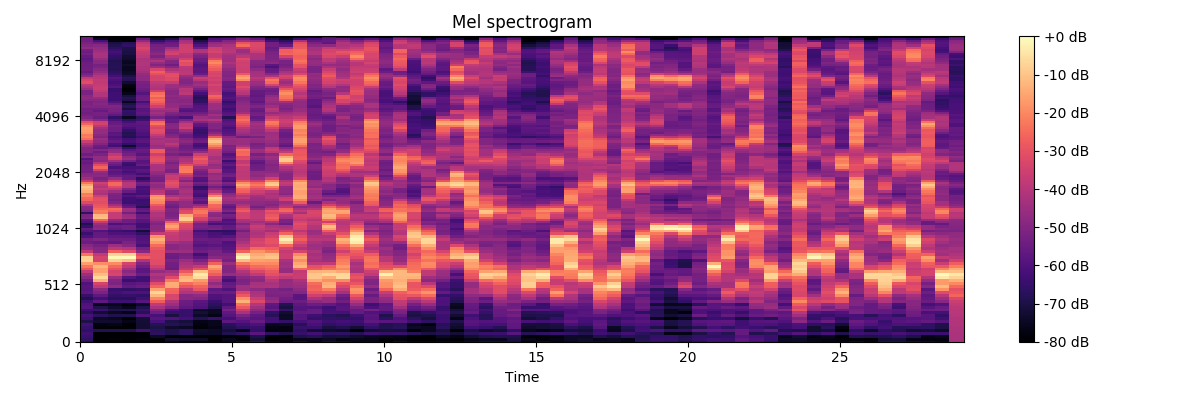 Mel spectrogram
8192
4096
2048
1024
512
0
Hz
0 5 10 15 20 25
Time
+0 dB
-10 dB
-20 dB
-30 dB
-40 dB
-50 dB
-60 dB
-70 dB
-80 dB